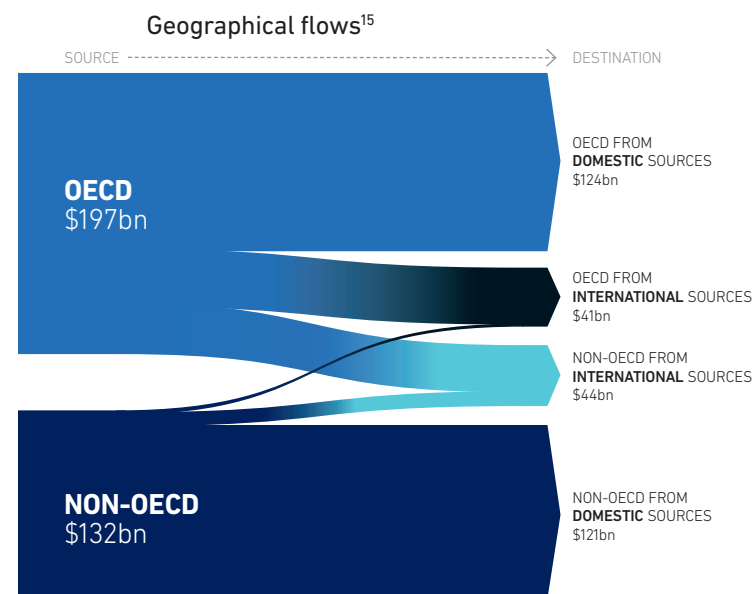 Geographical flows15
SOURCE
DESTINATION
OECD
$197bn
OECD FROM
DOMESTIC SOURCES
$124bn
OECD FROM
INTERNATIONAL SOURCES
$41bn
NON-OECD FROM
INTERNATIONAL SOURCES
$44bn
NON-OECD
$132bn
NON-OECD FROM
DOMESTIC SOURCES
$121bn